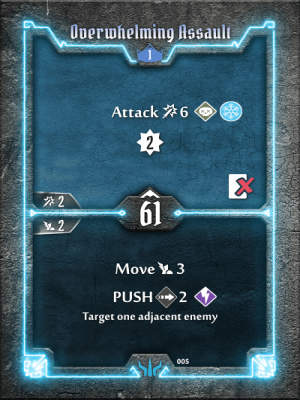 Overwhelming Assault
1
Attack 6
2
2
61
2
Move 3
PUSH 2
Target one adjacent enemy
005